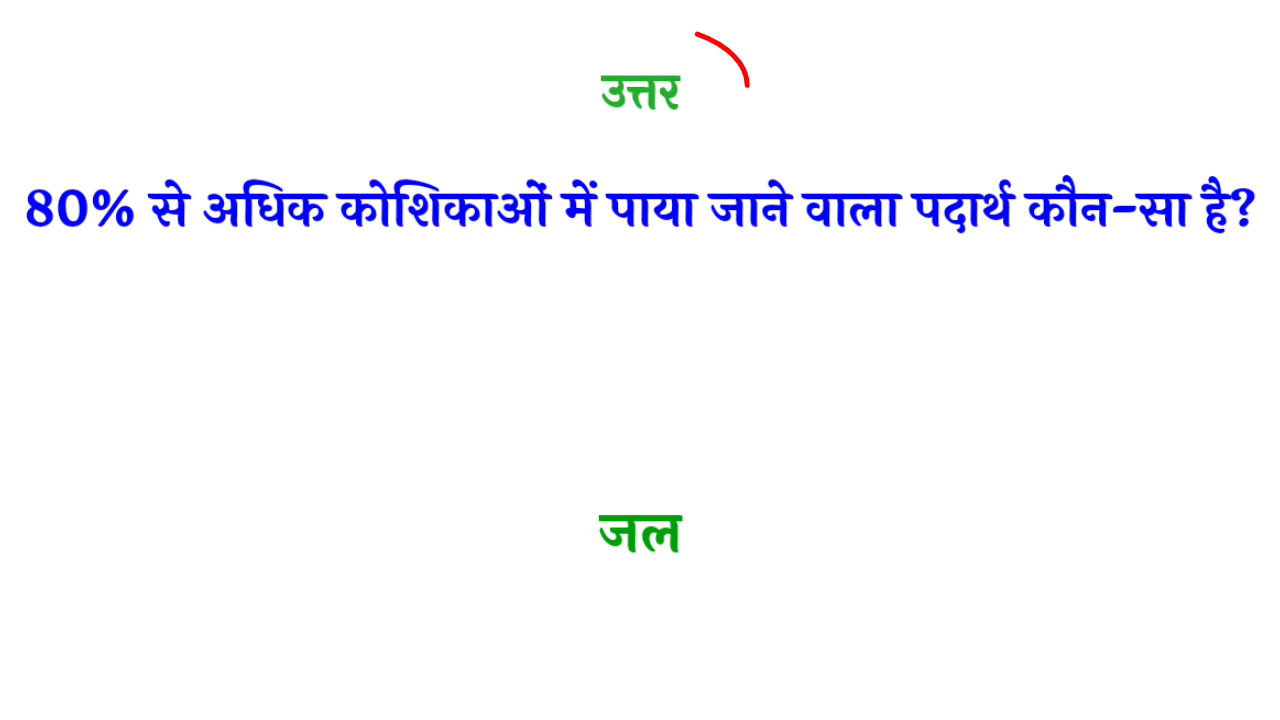 उत्तर
80% से अधिक कोशिकाओं में पाया जाने वाला पदार्थ कौन-सा है?
जल